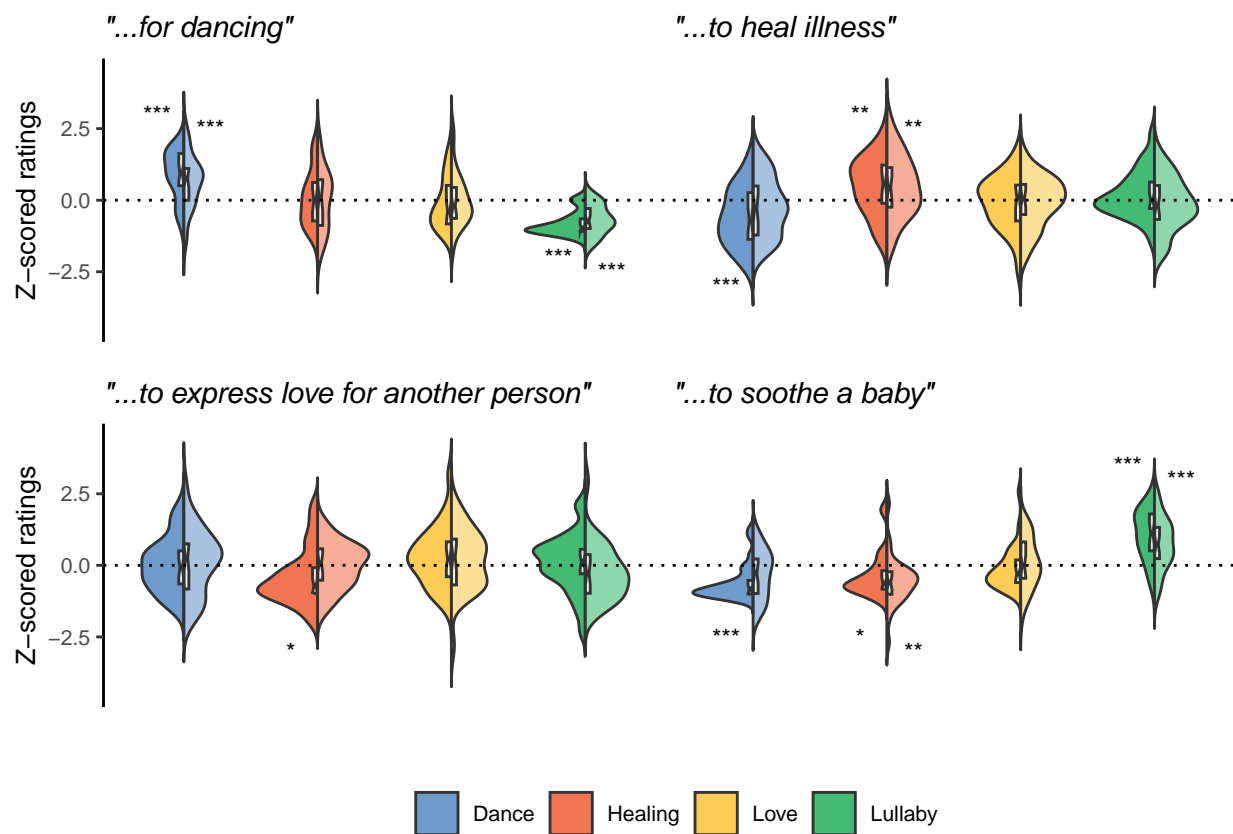 "...for dancing"
"...to heal illness"
Z−scored ratings
2.5
0.0
−2.5
***
***
***
***
***
**
**
"...to express love for another person"
"...to soothe a baby"
Z−scored ratings
2.5
0.0
−2.5
*
***
*
**
***
***
Dance
Healing
Love
Lullaby